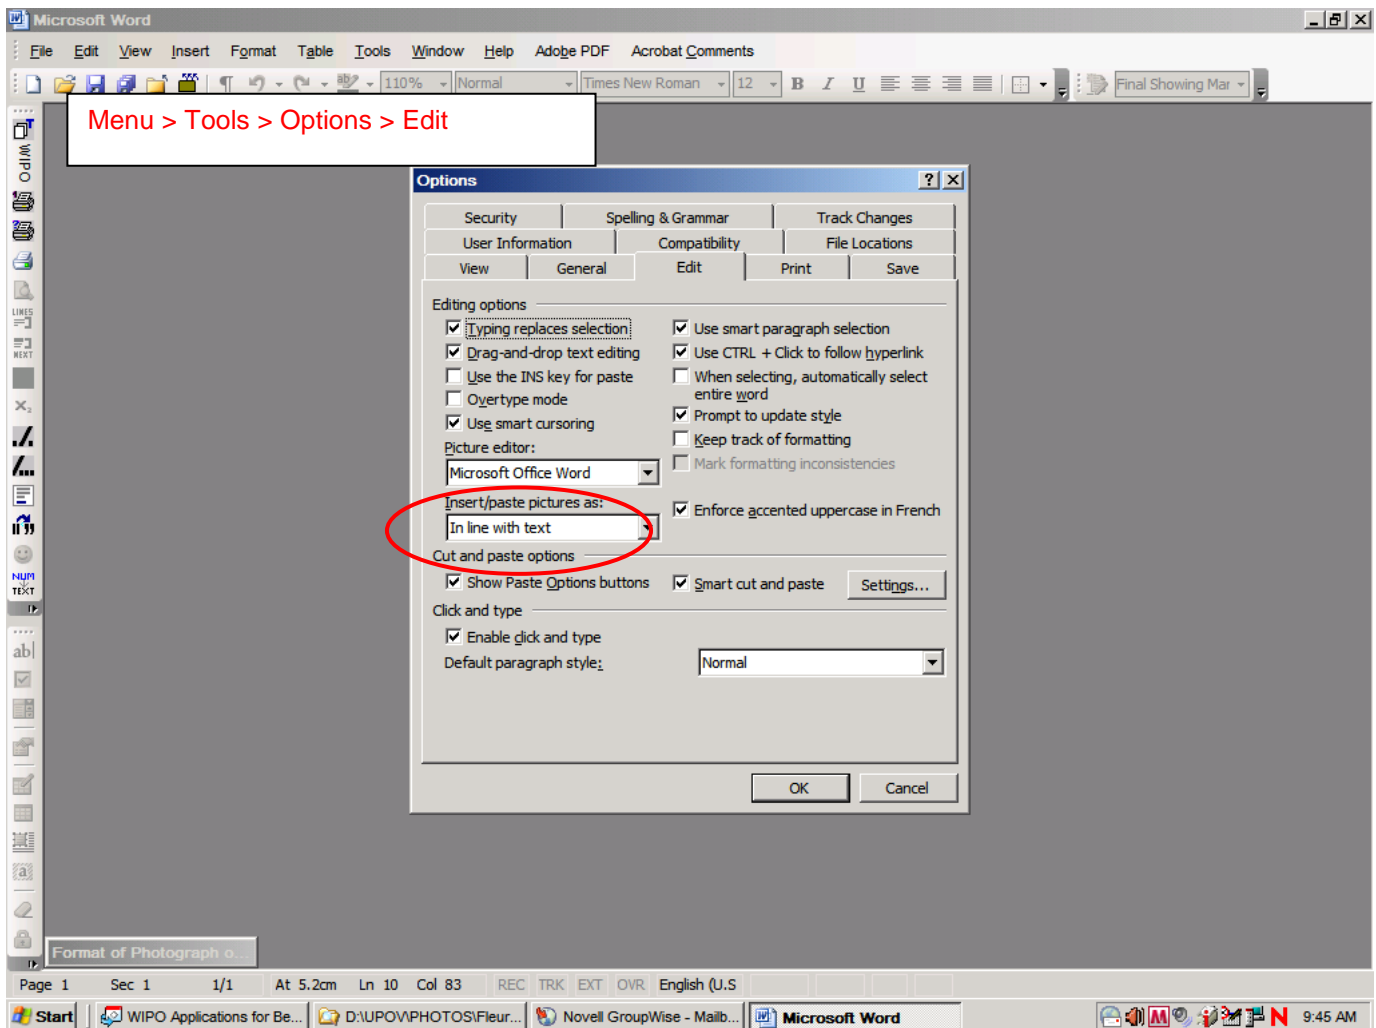 Microsoft Word
File Edit View Insert Format Table Tools Window Help Adobe PDF Acrobat Comments
110% Normal Times New Roman 12 B I U Final Showing Mar
Menu > Tools > Options > Edit
WIPO
LINES
NEXT
X₂
NUM
TEXT
ab|
a
Options
Security Spelling & Grammar Track Changes
User Information Compatibility File Locations
View General Edit Print Save
Editing options
Typing replaces selection Use smart paragraph selection
Drag-and-drop text editing Use CTRL + Click to follow hyperlink
Use the INS key for paste When selecting, automatically select
entire word
Overtype mode
Prompt to update style
Use smart cursoring
Keep track of formatting
Picture editor:
Mark formatting inconsistencies
Microsoft Office Word
Insert/paste pictures as:
Enforce accented uppercase in French
In line with text
Cut and paste options
Show Paste Options buttons Smart cut and paste Settings...
Click and type
Enable click and type
Default paragraph style: Normal
OK Cancel
Format of Photograph o...
Page 1 Sec 1 1/1 At 5.2cm Ln 10 Col 83 REC TRK EXT OVR English (U.S
Start WIPO Applications for Be... D:\UPOV\PHOTOS\Fleur... Novell GroupWise - Mailb... Microsoft Word M N 9:45 AM